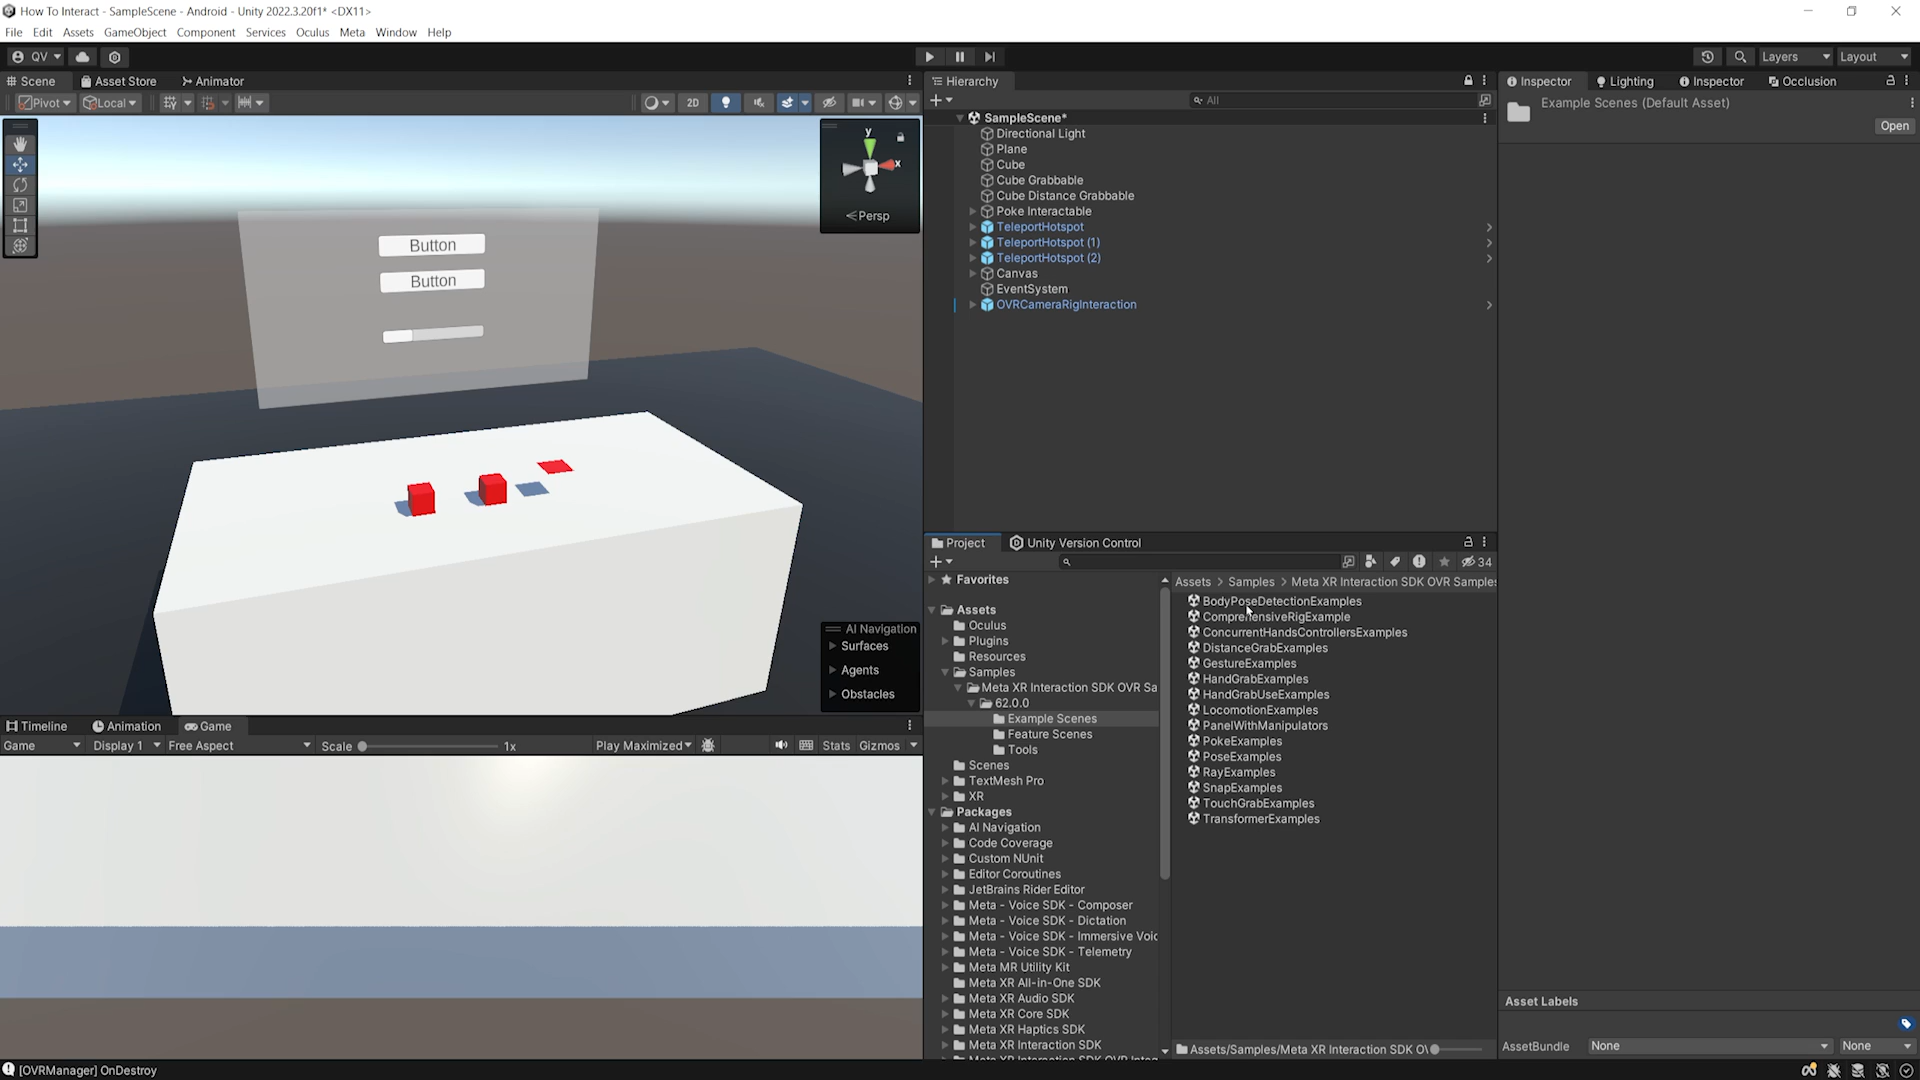 How To Interact - SampleScene - Android - Unity 2022.3.20f1* <DX11>
File Edit Assets GameObject Component Services Oculus Meta Window Help
QV Layers Layout
Scene Asset Store Animator
Pivot Local 2D
y
x
Persp
Button
Button
AI Navigation
Surfaces
Agents
Obstacles
Timeline Animation Game
Game Display 1 Free Aspect Scale 1x Play Maximized Stats Gizmos
Hierarchy
All
SampleScene*
Directional Light
Plane
Cube
Cube Grabbable
Cube Distance Grabbable
Poke Interactable
TeleportHotspot
TeleportHotspot (1)
TeleportHotspot (2)
Canvas
EventSystem
OVRCameraRigInteraction
Project Unity Version Control
34
Favorites
Assets
Oculus
Plugins
Resources
Samples
Meta XR Interaction SDK OVR Sa
62.0.0
Example Scenes
Feature Scenes
Tools
Scenes
TextMesh Pro
XR
Packages
AI Navigation
Code Coverage
Custom NUnit
Editor Coroutines
JetBrains Rider Editor
Meta - Voice SDK - Composer
Meta - Voice SDK - Dictation
Meta - Voice SDK - Immersive Voic
Meta - Voice SDK - Telemetry
Meta MR Utility Kit
Meta XR All-in-One SDK
Meta XR Audio SDK
Meta XR Core SDK
Meta XR Haptics SDK
Meta XR Interaction SDK
Meta XR Interaction SDK OVR Integ
Assets > Samples > Meta XR Interaction SDK OVR Samples
BodyPoseDetectionExamples
ComprehensiveRigExample
ConcurrentHandsControllersExamples
DistanceGrabExamples
GestureExamples
HandGrabExamples
HandGrabUseExamples
LocomotionExamples
PanelWithManipulators
PokeExamples
PoseExamples
RayExamples
SnapExamples
TouchGrabExamples
TransformerExamples
Assets/Samples/Meta XR Interaction SDK O
Inspector Lighting Inspector Occlusion
Example Scenes (Default Asset)
Open
Asset Labels
AssetBundle None None
[OVRManager] OnDestroy